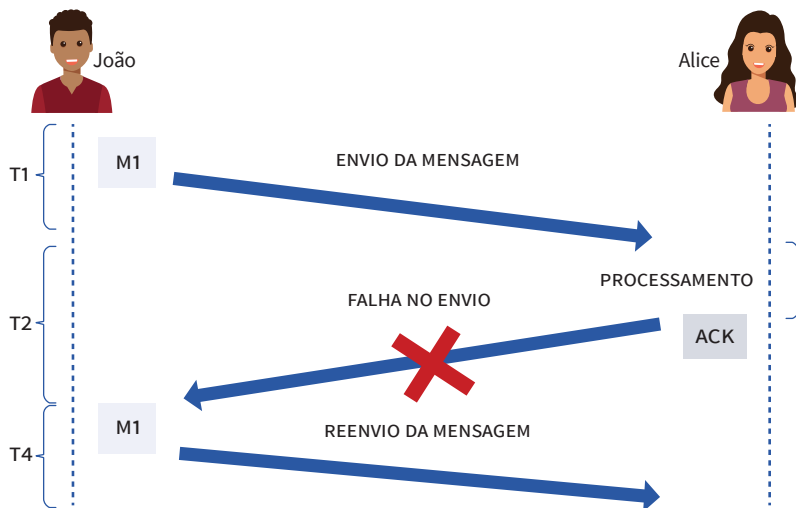 João
Alice
T1
M1
ENVIO DA MENSAGEM
PROCESSAMENTO
FALHA NO ENVIO
T2
ACK
M1
REENVIO DA MENSAGEM
T4